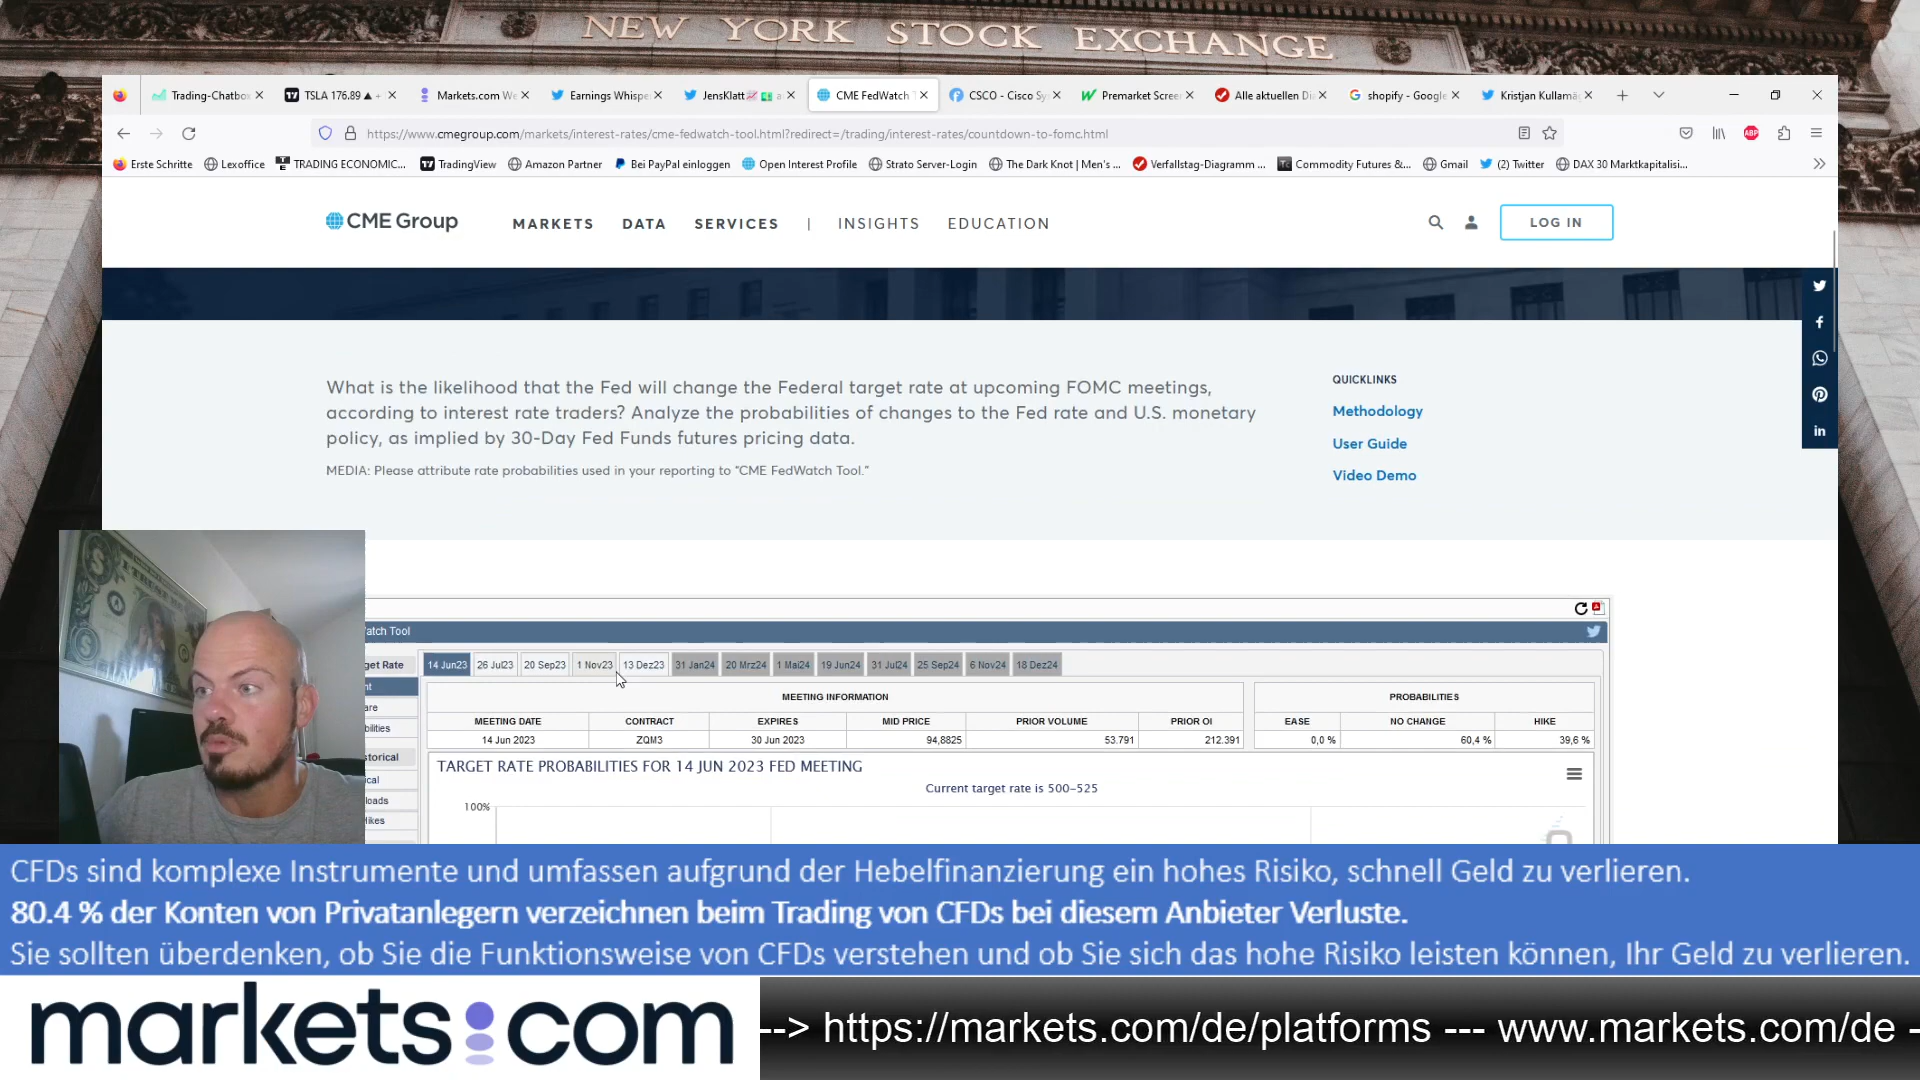 NEW YORK STOCK EXCHANGE
Trading-Chatbox
TSLA 176.89 ▲ +
Markets.com We
Earnings Whispe
JensKlatt
CME FedWatch T
CSCO - Cisco Sy
Premarket Scree
Alle aktuellen Di
shopify - Google
Kristjan Kullamä
https://www.cmegroup.com/markets/interest-rates/cme-fedwatch-tool.html?redirect=/trading/interest-rates/countdown-to-fomc.html
ABP
Erste Schritte
Lexoffice
TRADING ECONOMIC...
TradingView
Amazon Partner
Bei PayPal einloggen
Open Interest Profile
Strato Server-Login
The Dark Knot | Men's ...
Verfallstag-Diagramm ...
Commodity Futures &...
Gmail
(2) Twitter
DAX 30 Marktkapitalisi...
CME Group
MARKETS DATA SERVICES | INSIGHTS EDUCATION
LOG IN
What is the likelihood that the Fed will change the Federal target rate at upcoming FOMC meetings,
according to interest rate traders? Analyze the probabilities of changes to the Fed rate and U.S. monetary
policy, as implied by 30-Day Fed Funds futures pricing data.
MEDIA: Please attribute rate probabilities used in your reporting to "CME FedWatch Tool."
QUICKLINKS
Methodology
User Guide
Video Demo
atch Tool
get Rate
nt
are
bilities
storical
ical
loads
Hikes
14 Jun23 26 Jul23 20 Sep23 1 Nov23 13 Dez23 31 Jan24 20 Mrz24 1 Mai24 19 Jun24 31 Jul24 25 Sep24 6 Nov24 18 Dez24
MEETING INFORMATION
MEETING DATE CONTRACT EXPIRES MID PRICE PRIOR VOLUME PRIOR OI
14 Jun 2023 ZQM3 30 Jun 2023 94,8825 53.791 212.391
PROBABILITIES
EASE NO CHANGE HIKE
0,0 % 60,4 % 39,6 %
TARGET RATE PROBABILITIES FOR 14 JUN 2023 FED MEETING
Current target rate is 500-525
100%
CFDs sind komplexe Instrumente und umfassen aufgrund der Hebelfinanzierung ein hohes Risiko, schnell Geld zu verlieren.
80.4 % der Konten von Privatanlegern verzeichnen beim Trading von CFDs bei diesem Anbieter Verluste.
Sie sollten überdenken, ob Sie die Funktionsweise von CFDs verstehen und ob Sie sich das hohe Risiko leisten können, Ihr Geld zu verlieren.
markets.com
--> https://markets.com/de/platforms --- www.markets.com/de -